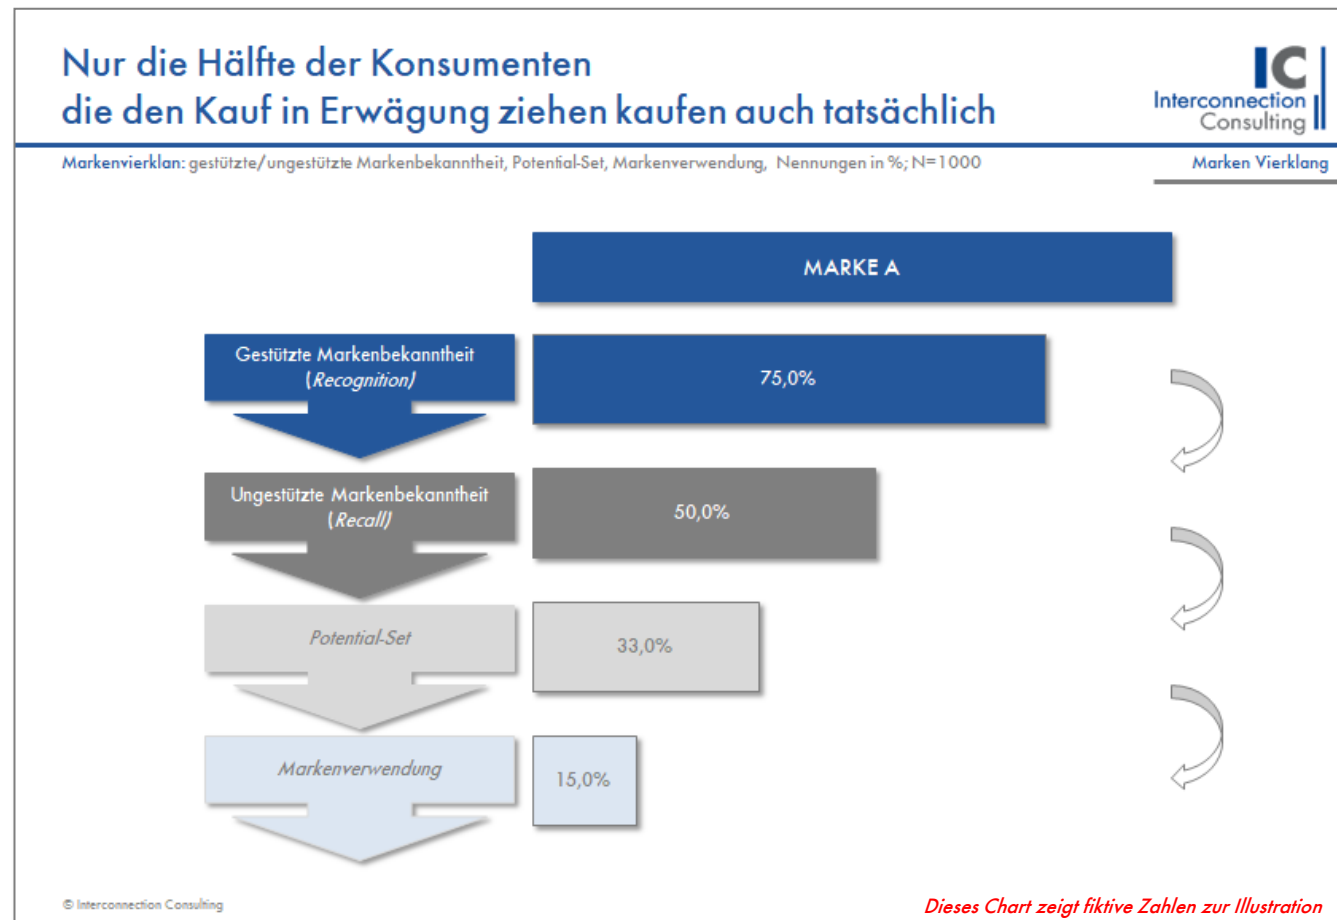 Nur die Hälfte der Konsumenten
die den Kauf in Erwägung ziehen kaufen auch tatsächlich
IC
Interconnection
Consulting
Markenvierklan: gestützte/ungestützte Markenbekanntheit, Potential-Set, Markenverwendung, Nennungen in %; N=1000
Marken Vierklang
MARKE A
Gestützte Markenbekanntheit
(Recognition)
75,0%
Ungestützte Markenbekanntheit
(Recall)
50,0%
Potential-Set
33,0%
Markenverwendung
15,0%
© Interconnection Consulting
Dieses Chart zeigt fiktive Zahlen zur Illustration